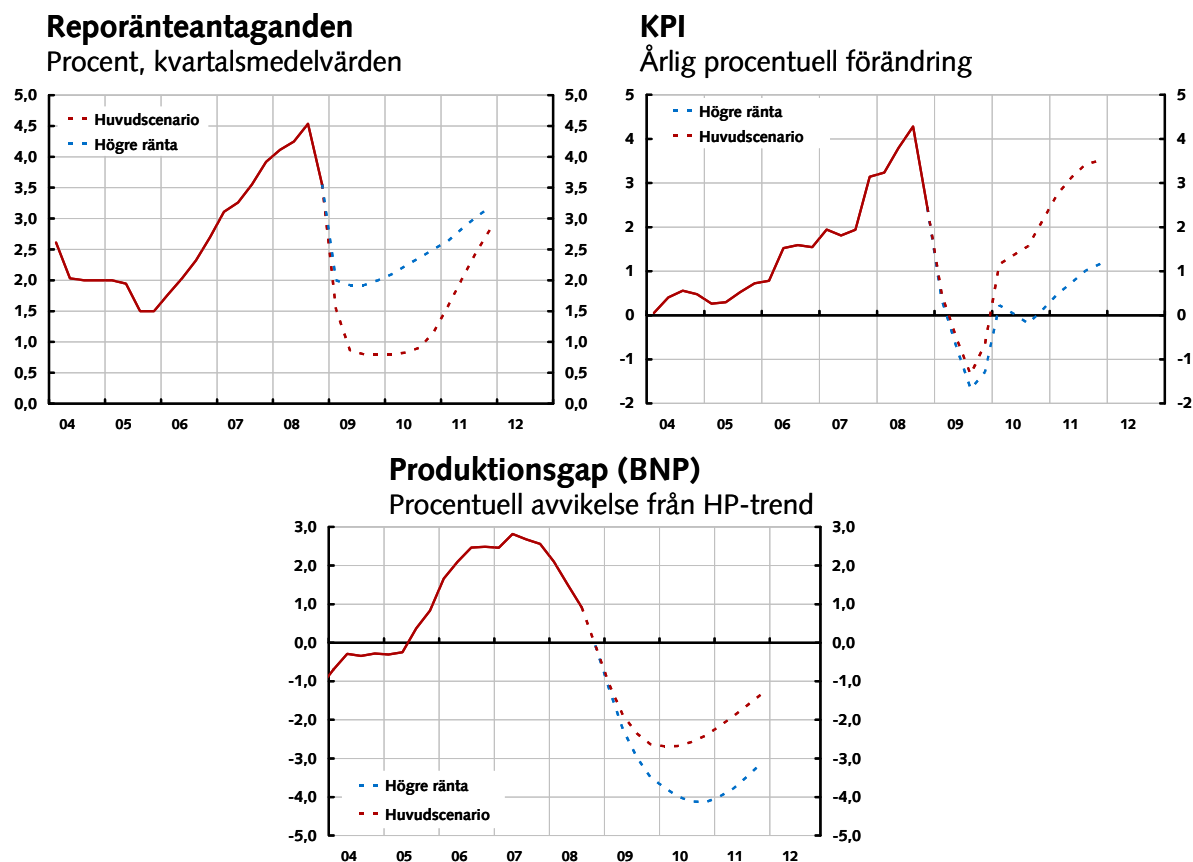 Reporänteantaganden
Procent, kvartalsmedelvärden
5,0 5,0
Huvudscenario
4,5 4,5
Högre ränta
4,0 4,0
3,5 3,5
3,0 3,0
2,5 2,5
2,0 2,0
1,5 1,5
1,0 1,0
0,5 0,5
0,0 0,0
04 05 06 07 08 09 10 11 12
KPI
Årlig procentuell förändring
5 5
Högre ränta
4 4
Huvudscenario
3 3
2 2
1 1
0 0
-1 -1
-2 -2
04 05 06 07 08 09 10 11 12
Produktionsgap (BNP)
Procentuell avvikelse från HP-trend
3,0 3,0
2,0 2,0
1,0 1,0
0,0 0,0
-1,0 -1,0
-2,0 -2,0
-3,0 -3,0
Högre ränta
-4,0 -4,0
Huvudscenario
-5,0 -5,0
04 05 06 07 08 09 10 11 12